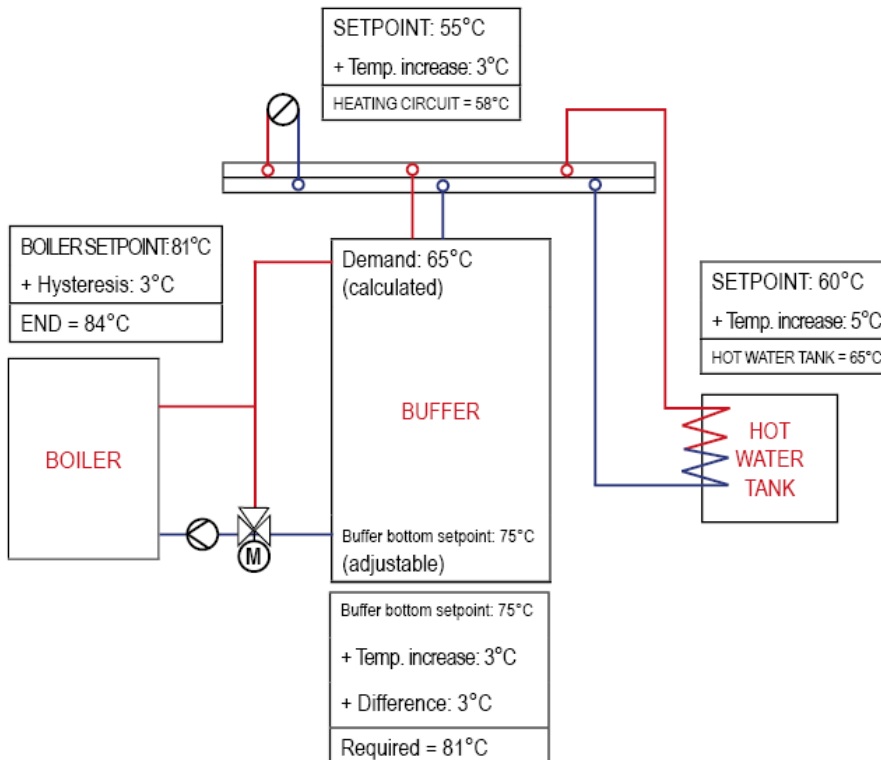 SETPOINT: 55°C
+ Temp. increase: 3°C
HEATING CIRCUIT = 58°C
BOILER SETPOINT: 81°C
+ Hysteresis: 3°C
END = 84°C
Demand: 65°C
(calculated)
SETPOINT: 60°C
+ Temp. increase: 5°C
HOT WATER TANK = 65°C
BUFFER
BOILER
HOT
WATER
TANK
Buffer bottom setpoint: 75°C
(adjustable)
M
Buffer bottom setpoint: 75°C
+ Temp. increase: 3°C
+ Difference: 3°C
Required = 81°C